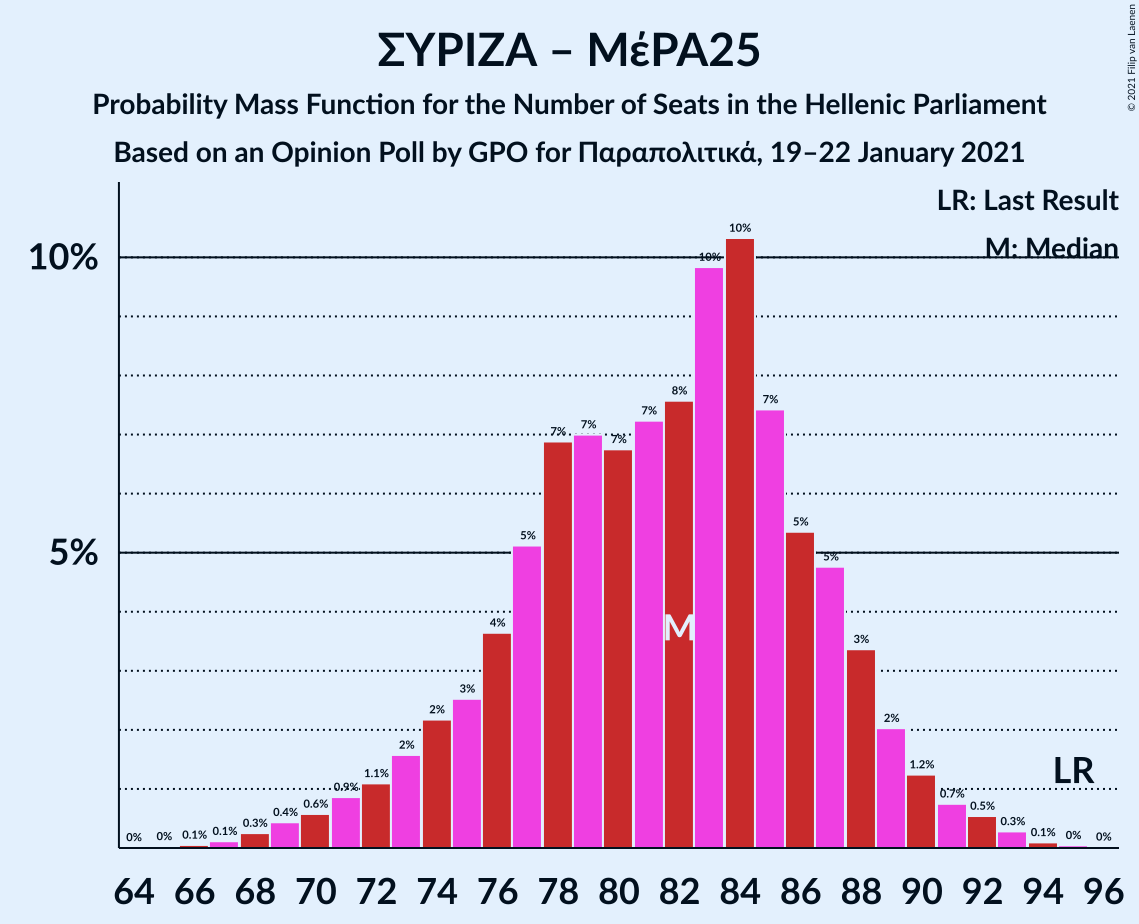 ΣΥΡΙΖΑ – ΜέΡΑ25
Probability Mass Function for the Number of Seats in the Hellenic Parliament
Based on an Opinion Poll by GPO for Παραπολιτικά, 19–22 January 2021
© 2021 Filip van Laenen
LR: Last Result
M: Median
10%
5%
0% 0% 0.1% 0.1% 0.3% 0.4% 0.6% 0.9% 1.1% 2% 2% 3% 4% 5% 7% 7% 7% 7% 8% 10% 10% 7% 5% 5% 3% 2% 1.2% 0.7% 0.5% 0.3% 0.1% 0% 0%
M
LR
64 66 68 70 72 74 76 78 80 82 84 86 88 90 92 94 96